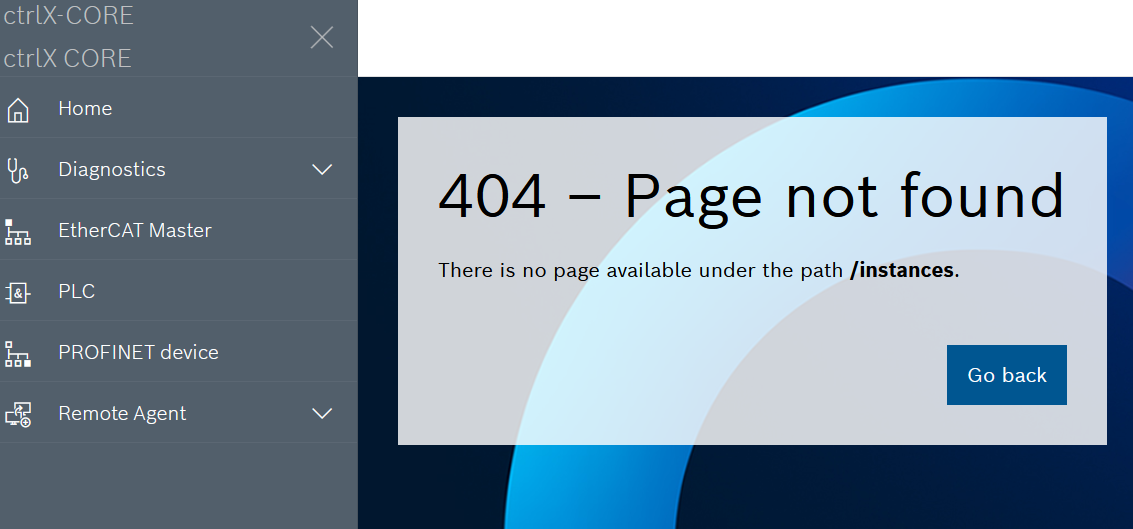 ctrlX-CORE
ctrlX CORE
Home
Diagnostics
EtherCAT Master
PLC
PROFINET device
Remote Agent
404 – Page not found
There is no page available under the path /instances.
Go back